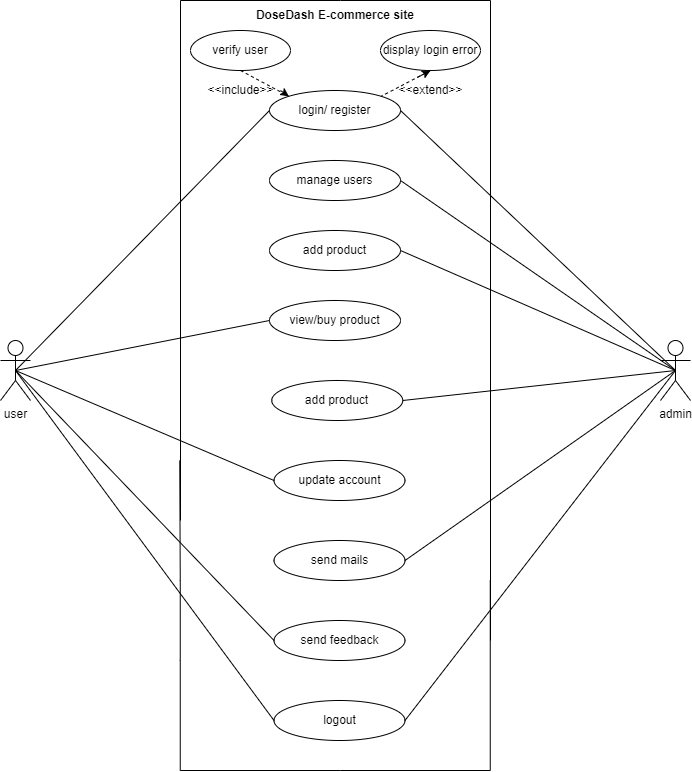 DoseDash E-commerce site
verify user
display login error
<<include>>
<<extend>>
login/ register
manage users
add product
view/buy product
add product
update account
send mails
send feedback
logout
user
admin